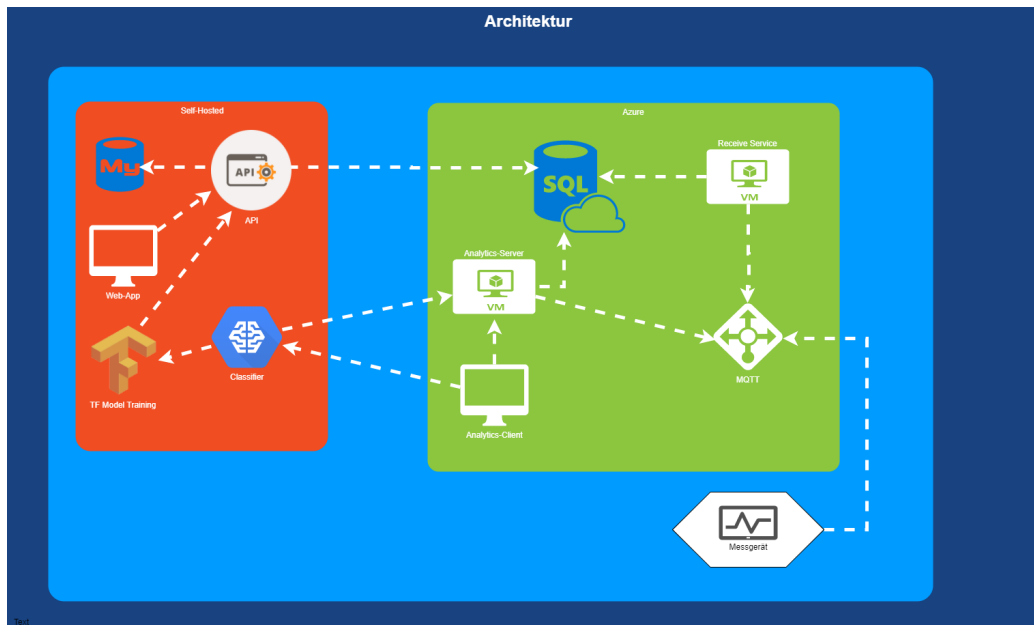 Architektur
Self-Hosted
Azure
My
API
API
Web-App
TF Model Training
Classifier
SQL
Receive Service
VM
Analytics-Server
VM
Analytics-Client
MQTT
Messgerät
Text